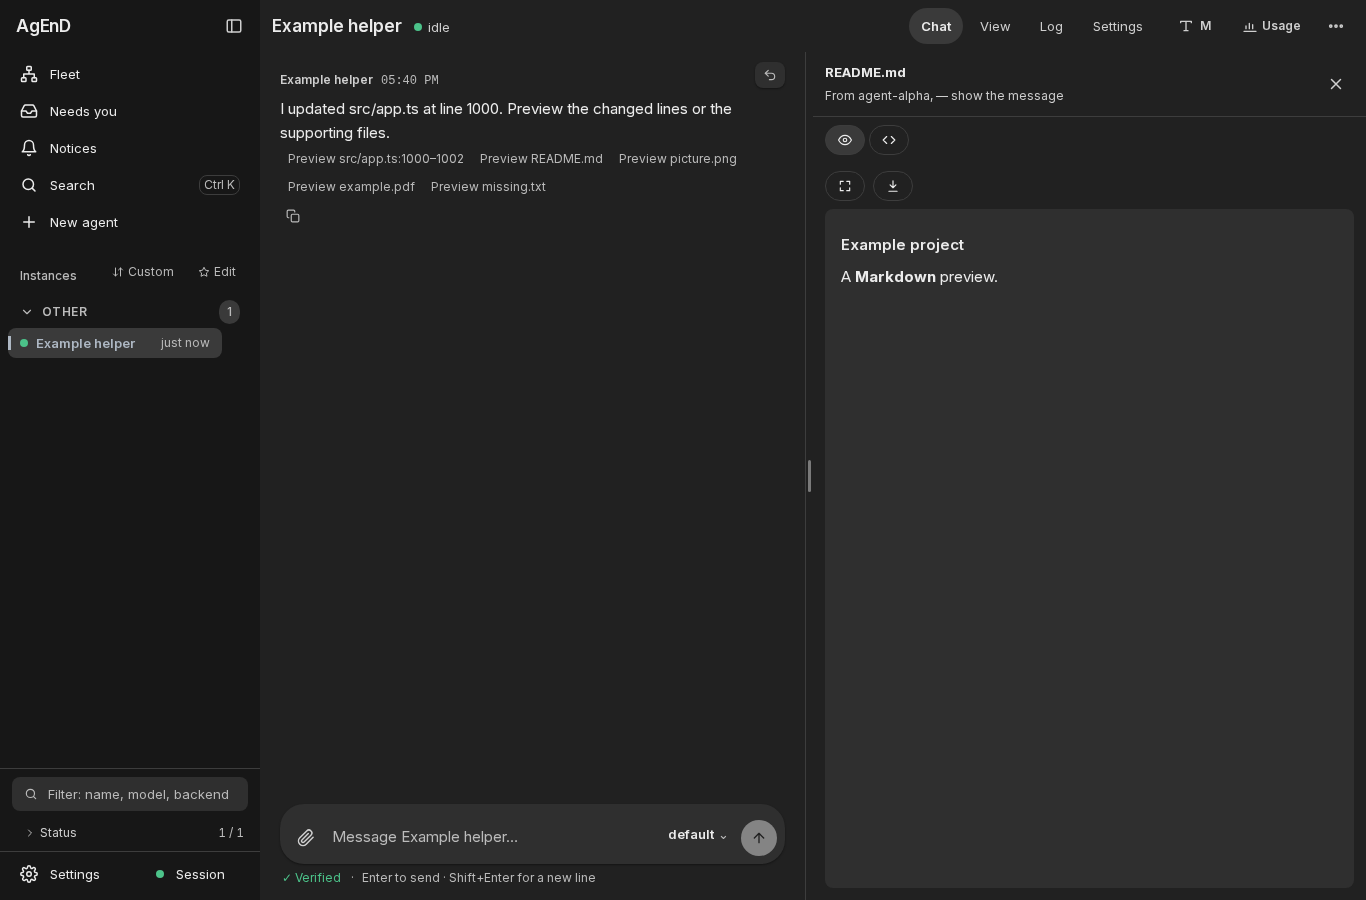 AgEnD
Fleet
Needs you
Notices
Search
Ctrl K
New agent
Instances
Custom
Edit
OTHER
1
Example helper
just now
Filter: name, model, backend
Status
1 / 1
Settings
Session
Example helper
idle
Chat
View
Log
Settings
M
Usage
Example helper 05:40 PM
I updated src/app.ts at line 1000. Preview the changed lines or the
supporting files.
Preview src/app.ts:1000–1002
Preview README.md
Preview picture.png
Preview example.pdf
Preview missing.txt
Message Example helper...
default
✓ Verified · Enter to send · Shift+Enter for a new line
README.md
From agent-alpha, — show the message
Example project
A Markdown preview.